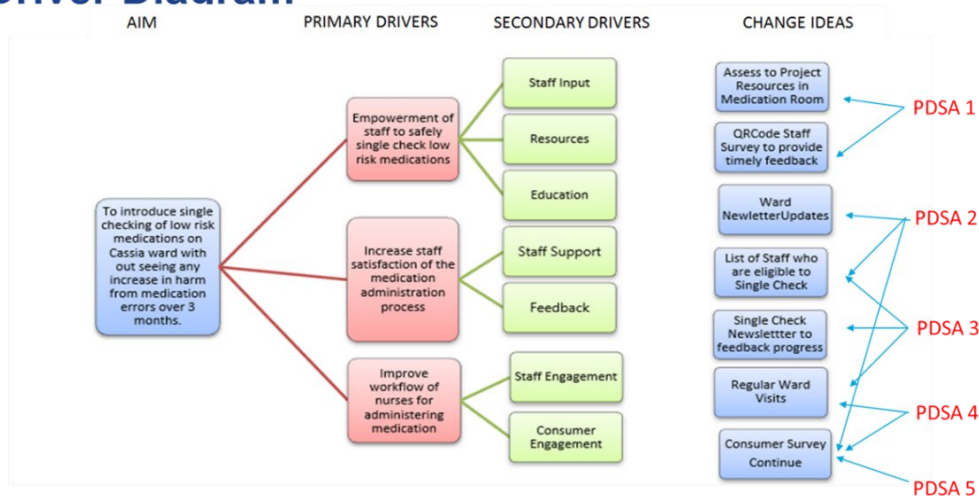 Driver Diagram
AIM
PRIMARY DRIVERS
SECONDARY DRIVERS
CHANGE IDEAS
To introduce single
checking of low risk
medications on
Cassia ward with
out seeing any
increase in harm
from medication
errors over 3
months.
Empowerment of
staff to safely
single check low
risk medications
Increase staff
satisfaction of the
medication
administration
process
Improve
workflow of
nurses for
administering
medication
Staff Input
Resources
Education
Staff Support
Feedback
Staff Engagement
Consumer
Engagement
Assess to Project
Resources in
Medication Room
QRCode Staff
Survey to provide
timely feedback
Ward
NewletterUpdates
List of Staff who
are eligible to
Single Check
Single Check
Newslettter to
feedback progress
Regular Ward
Visits
Consumer Survey
Continue
PDSA 1
PDSA 2
PDSA 3
PDSA 4
PDSA 5